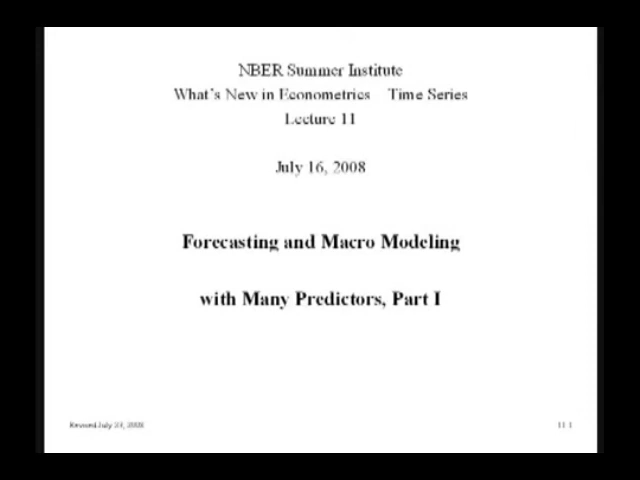 NBER Summer Institute
What's New in Econometrics Time Series
Lecture 11
July 16, 2008
Forecasting and Macro Modeling
with Many Predictors, Part I
Revised July 23, 2008
11 1